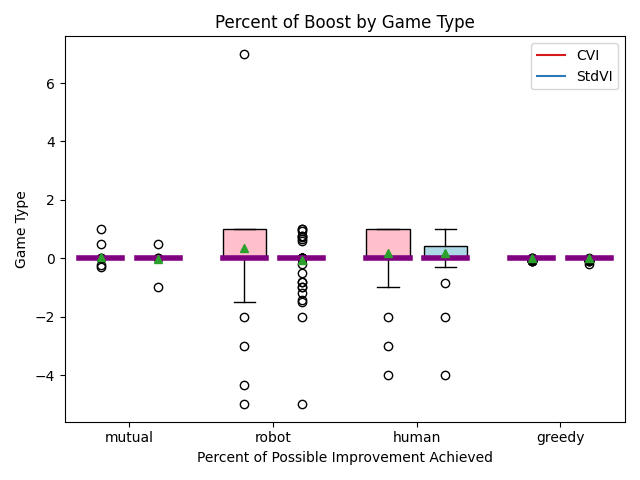 Percent of Boost by Game Type
CVI
StdVI
6
4
2
0
−2
−4
Game Type
mutual
robot
human
greedy
Percent of Possible Improvement Achieved